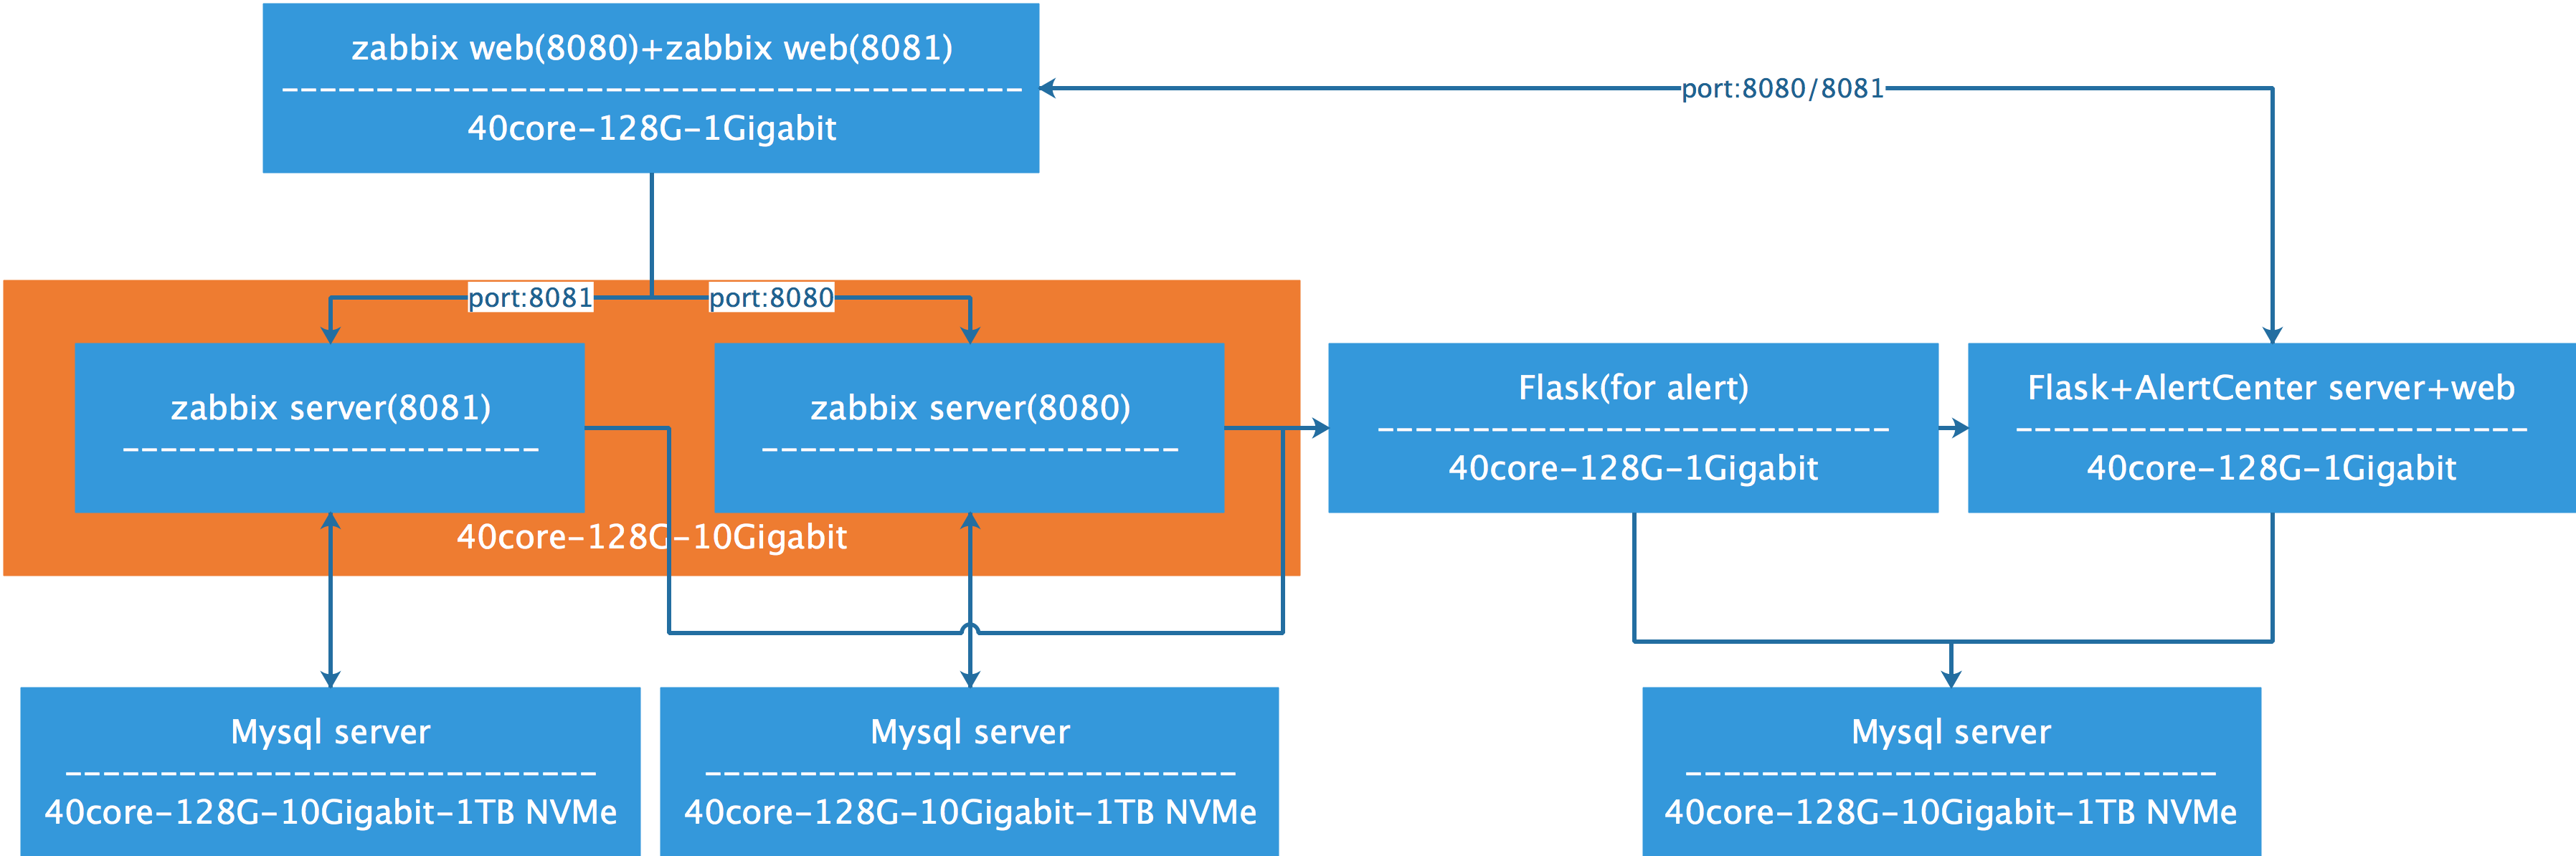 zabbix web(8080)+zabbix web(8081)
40core-128G-1Gigabit
port:8080/8081
port:8081
port:8080
zabbix server(8081)
zabbix server(8080)
40core-128G-10Gigabit
Flask(for alert)
40core-128G-1Gigabit
Flask+AlertCenter server+web
40core-128G-1Gigabit
Mysql server
40core-128G-10Gigabit-1TB NVMe
Mysql server
40core-128G-10Gigabit-1TB NVMe
Mysql server
40core-128G-10Gigabit-1TB NVMe